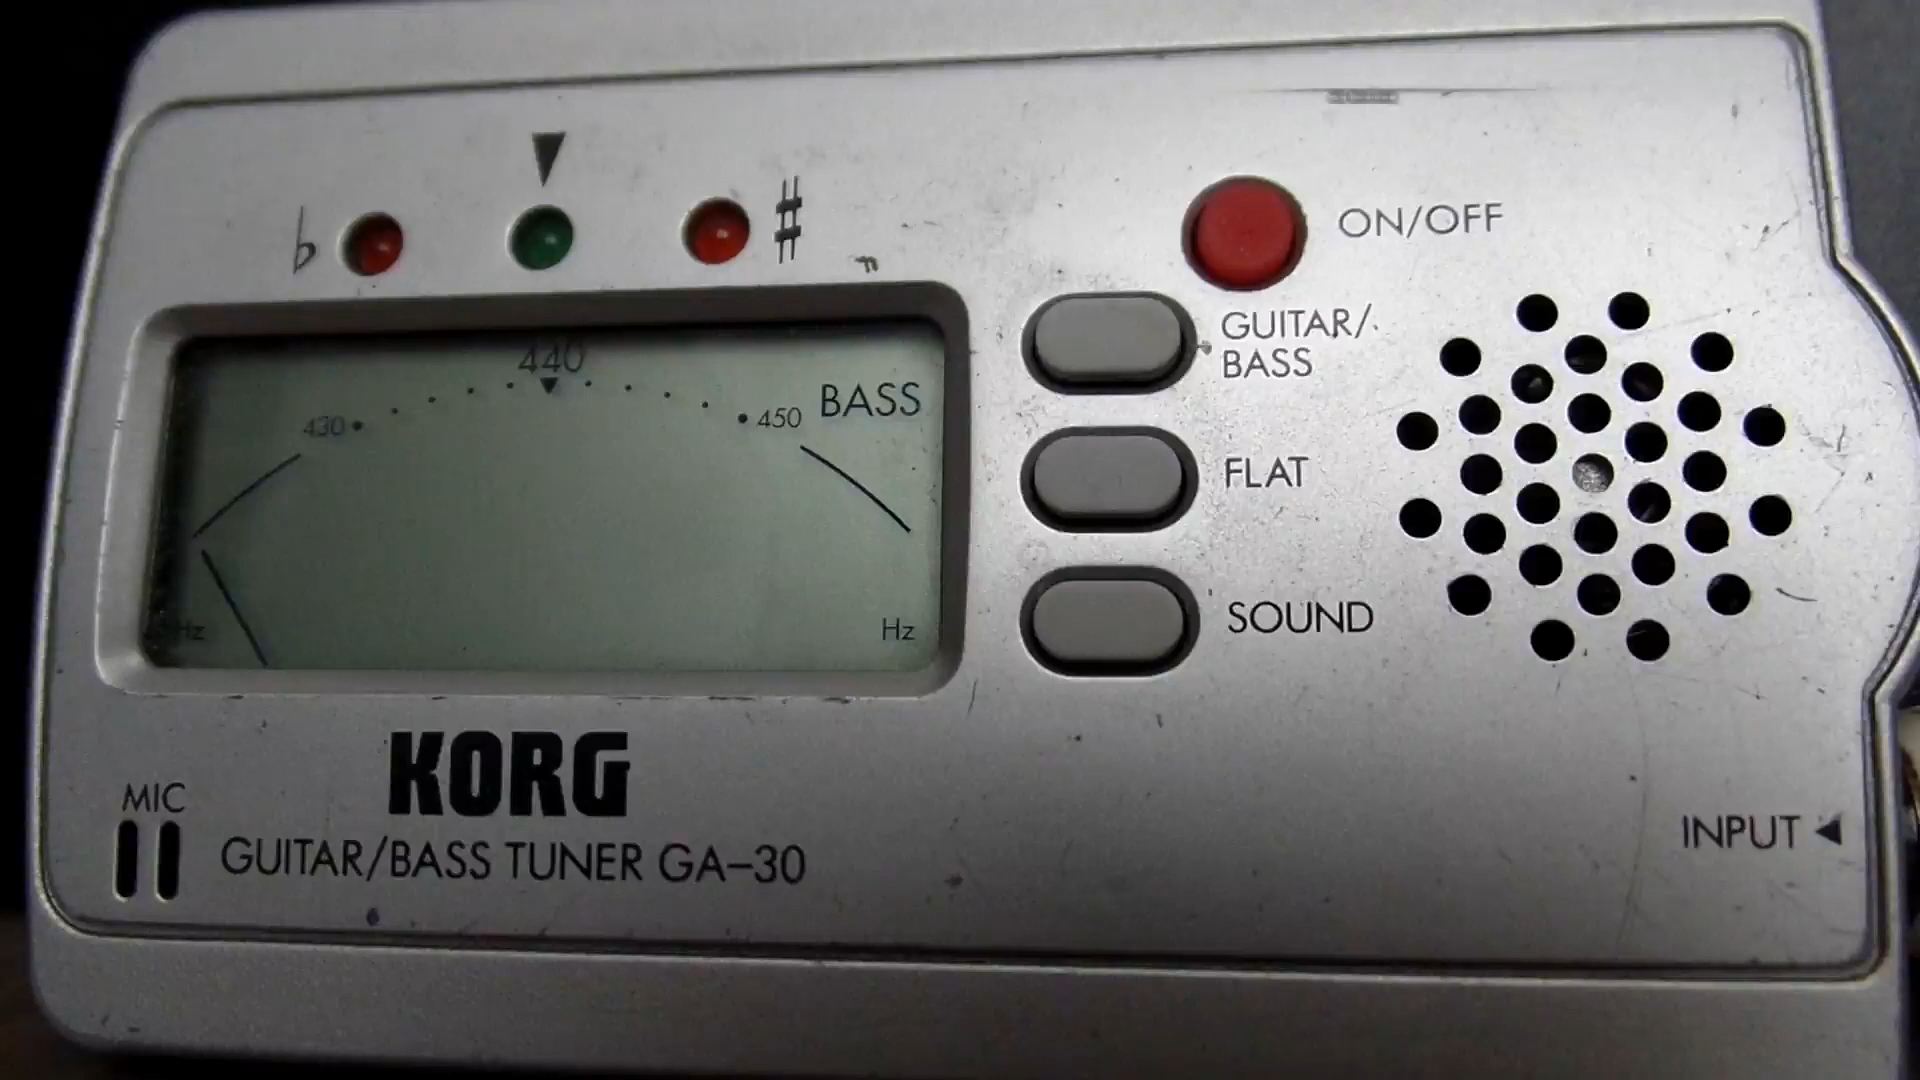 ♭ ♯
ON/OFF
GUITAR/
BASS
440
430 450 BASS
FLAT
Hz Hz
SOUND
KORG
MIC
GUITAR/BASS TUNER GA-30
INPUT